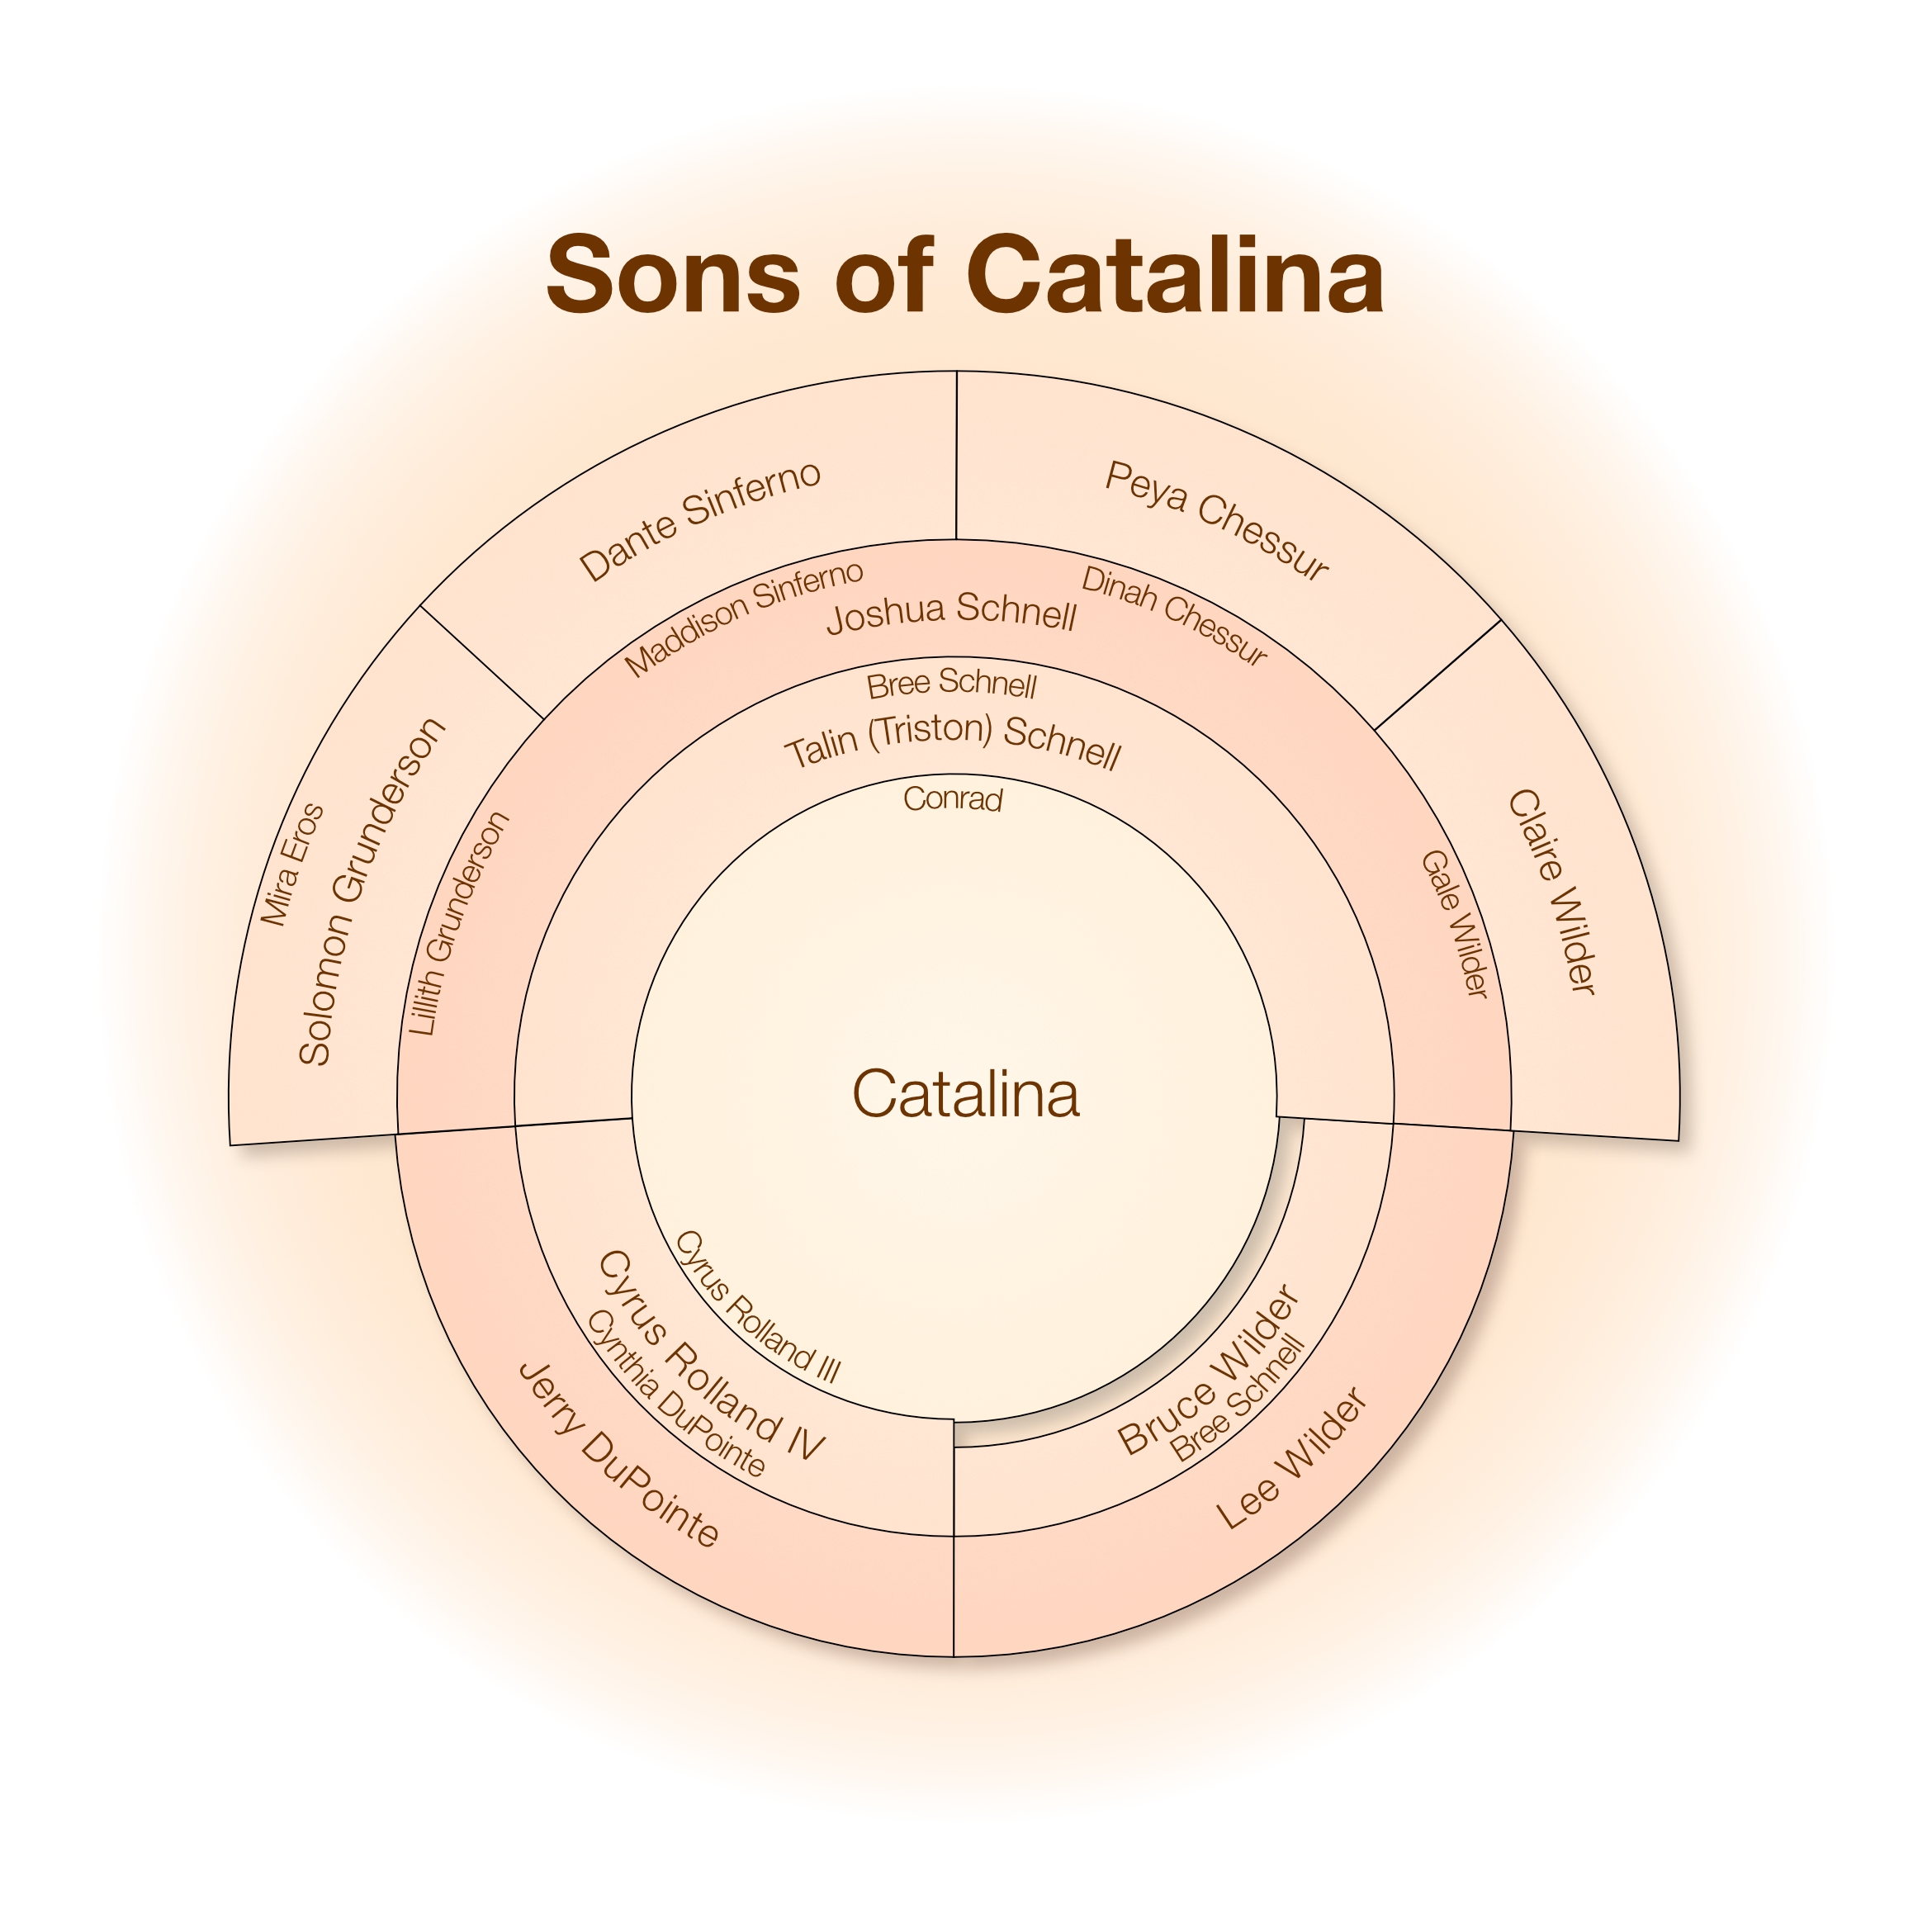 Sons of Catalina
Dante Sinferno
Peya Chessur
Maddison Sinferno
Joshua Schnell
Dinah Chessur
Bree Schnell
Talin (Triston) Schnell
Conrad
Mira Eros
Solomon Grunderson
Lillith Grunderson
Gale Wilder
Claire Wilder
Catalina
Cyrus Rolland III
Cyrus Rolland IV
Cynthia DuPointe
Jerry DuPointe
Bruce Wilder
Bree Schnell
Lee Wilder